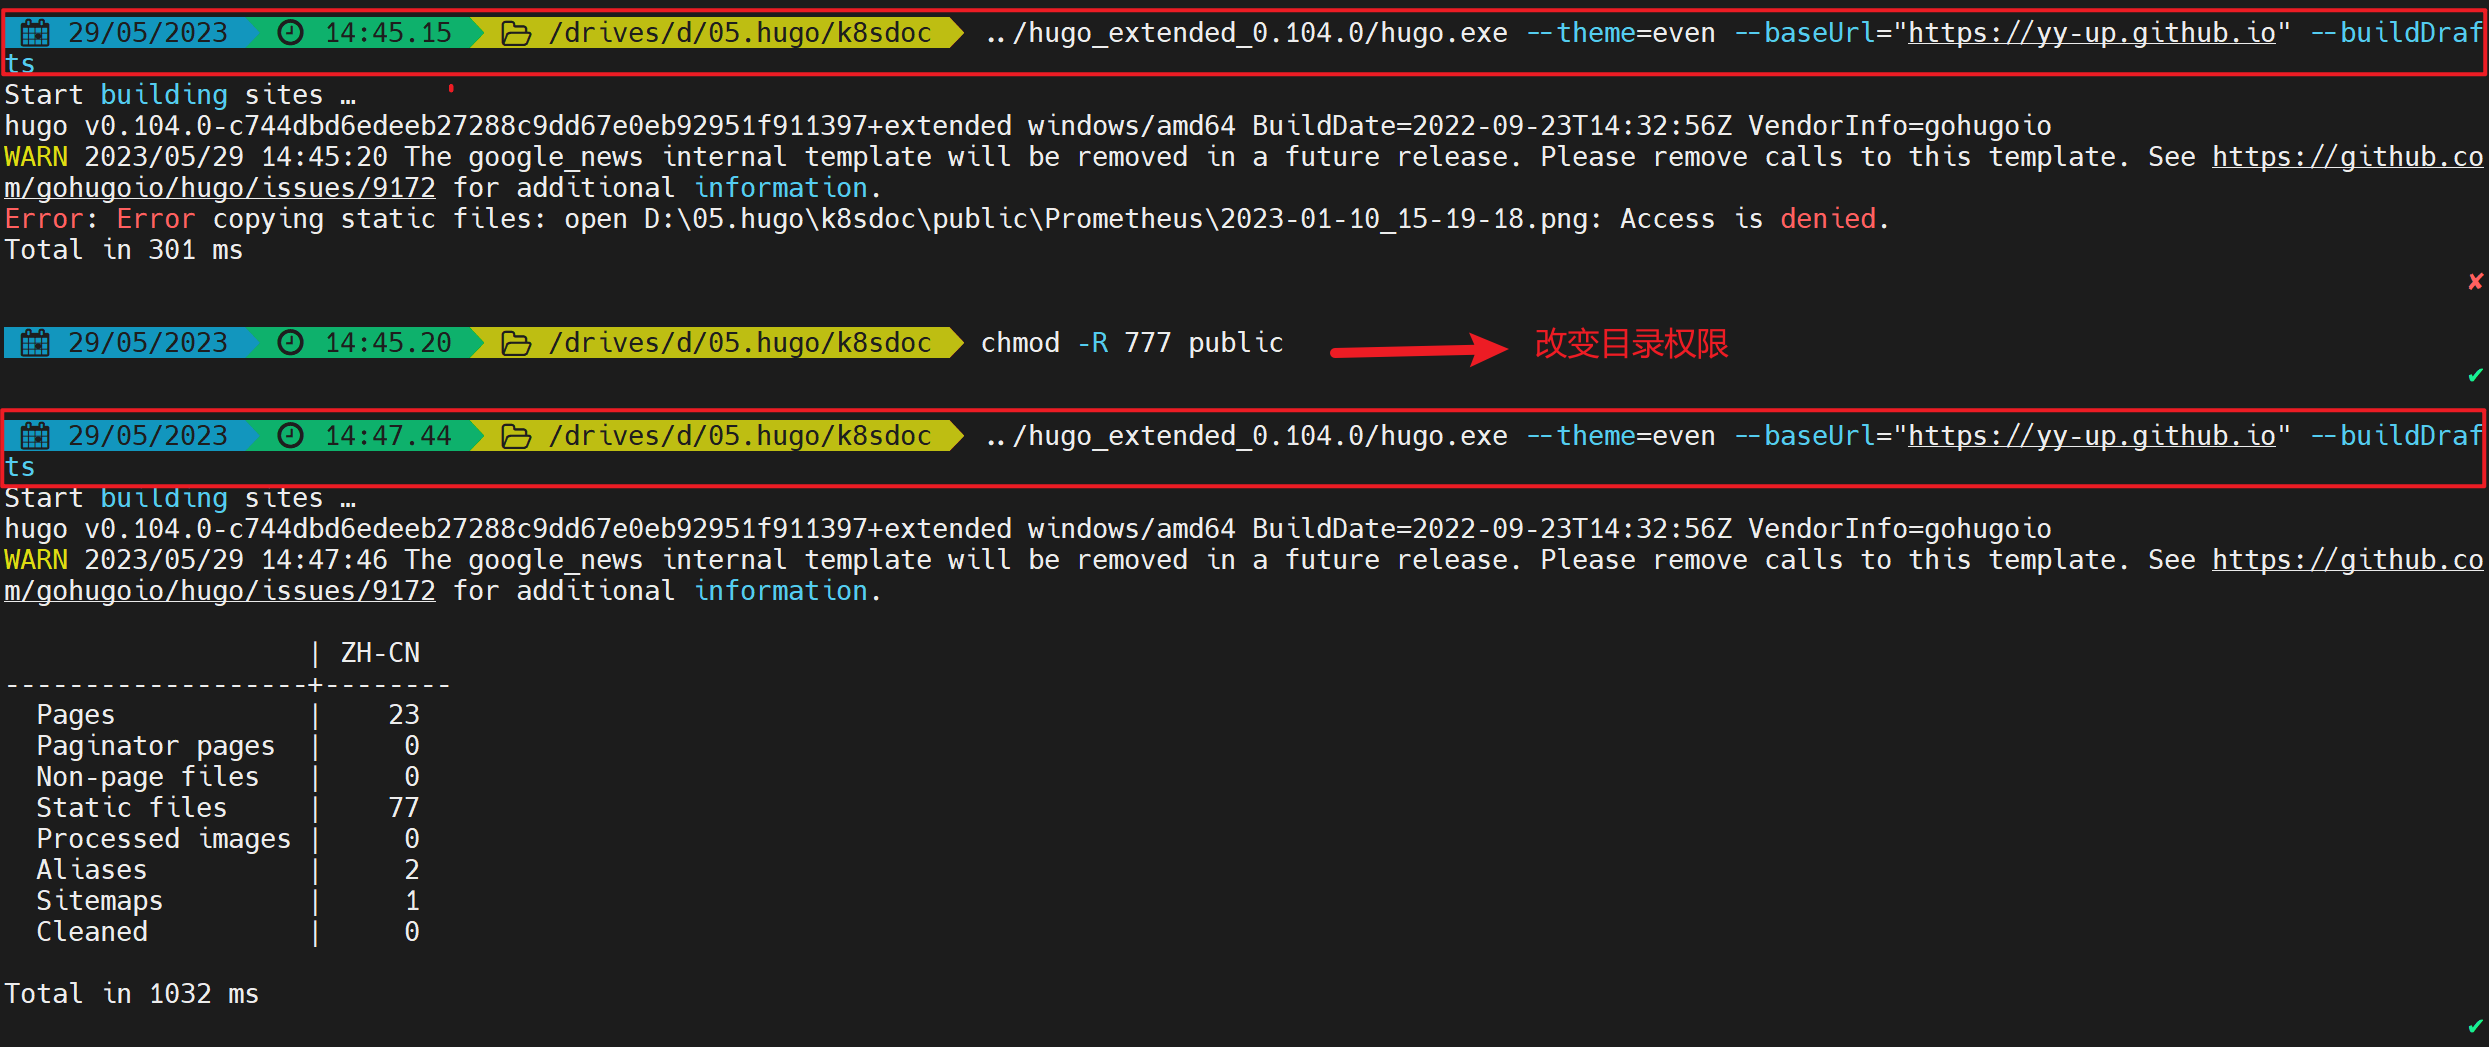 29/05/2023 14:45.15 /drives/d/05.hugo/k8sdoc ../hugo_extended_0.104.0/hugo.exe --theme=even --baseUrl="https://yy-up.github.io" --buildDraf
ts
Start building sites …
hugo v0.104.0-c744dbd6edeeb27288c9dd67e0eb92951f911397+extended windows/amd64 BuildDate=2022-09-23T14:32:56Z VendorInfo=gohugoio
WARN 2023/05/29 14:45:20 The google_news internal template will be removed in a future release. Please remove calls to this template. See https://github.co
m/gohugoio/hugo/issues/9172 for additional information.
Error: Error copying static files: open D:\05.hugo\k8sdoc\public\Prometheus\2023-01-10_15-19-18.png: Access is denied.
Total in 301 ms
✘
29/05/2023 14:45.20 /drives/d/05.hugo/k8sdoc chmod -R 777 public 改变目录权限
✔
29/05/2023 14:47.44 /drives/d/05.hugo/k8sdoc ../hugo_extended_0.104.0/hugo.exe --theme=even --baseUrl="https://yy-up.github.io" --buildDraf
ts
Start building sites …
hugo v0.104.0-c744dbd6edeeb27288c9dd67e0eb92951f911397+extended windows/amd64 BuildDate=2022-09-23T14:32:56Z VendorInfo=gohugoio
WARN 2023/05/29 14:47:46 The google_news internal template will be removed in a future release. Please remove calls to this template. See https://github.co
m/gohugoio/hugo/issues/9172 for additional information.
                   | ZH-CN
-------------------+--------
  Pages            |    23
  Paginator pages  |     0
  Non-page files   |     0
  Static files     |    77
  Processed images |     0
  Aliases          |     2
  Sitemaps         |     1
  Cleaned          |     0
Total in 1032 ms
✔